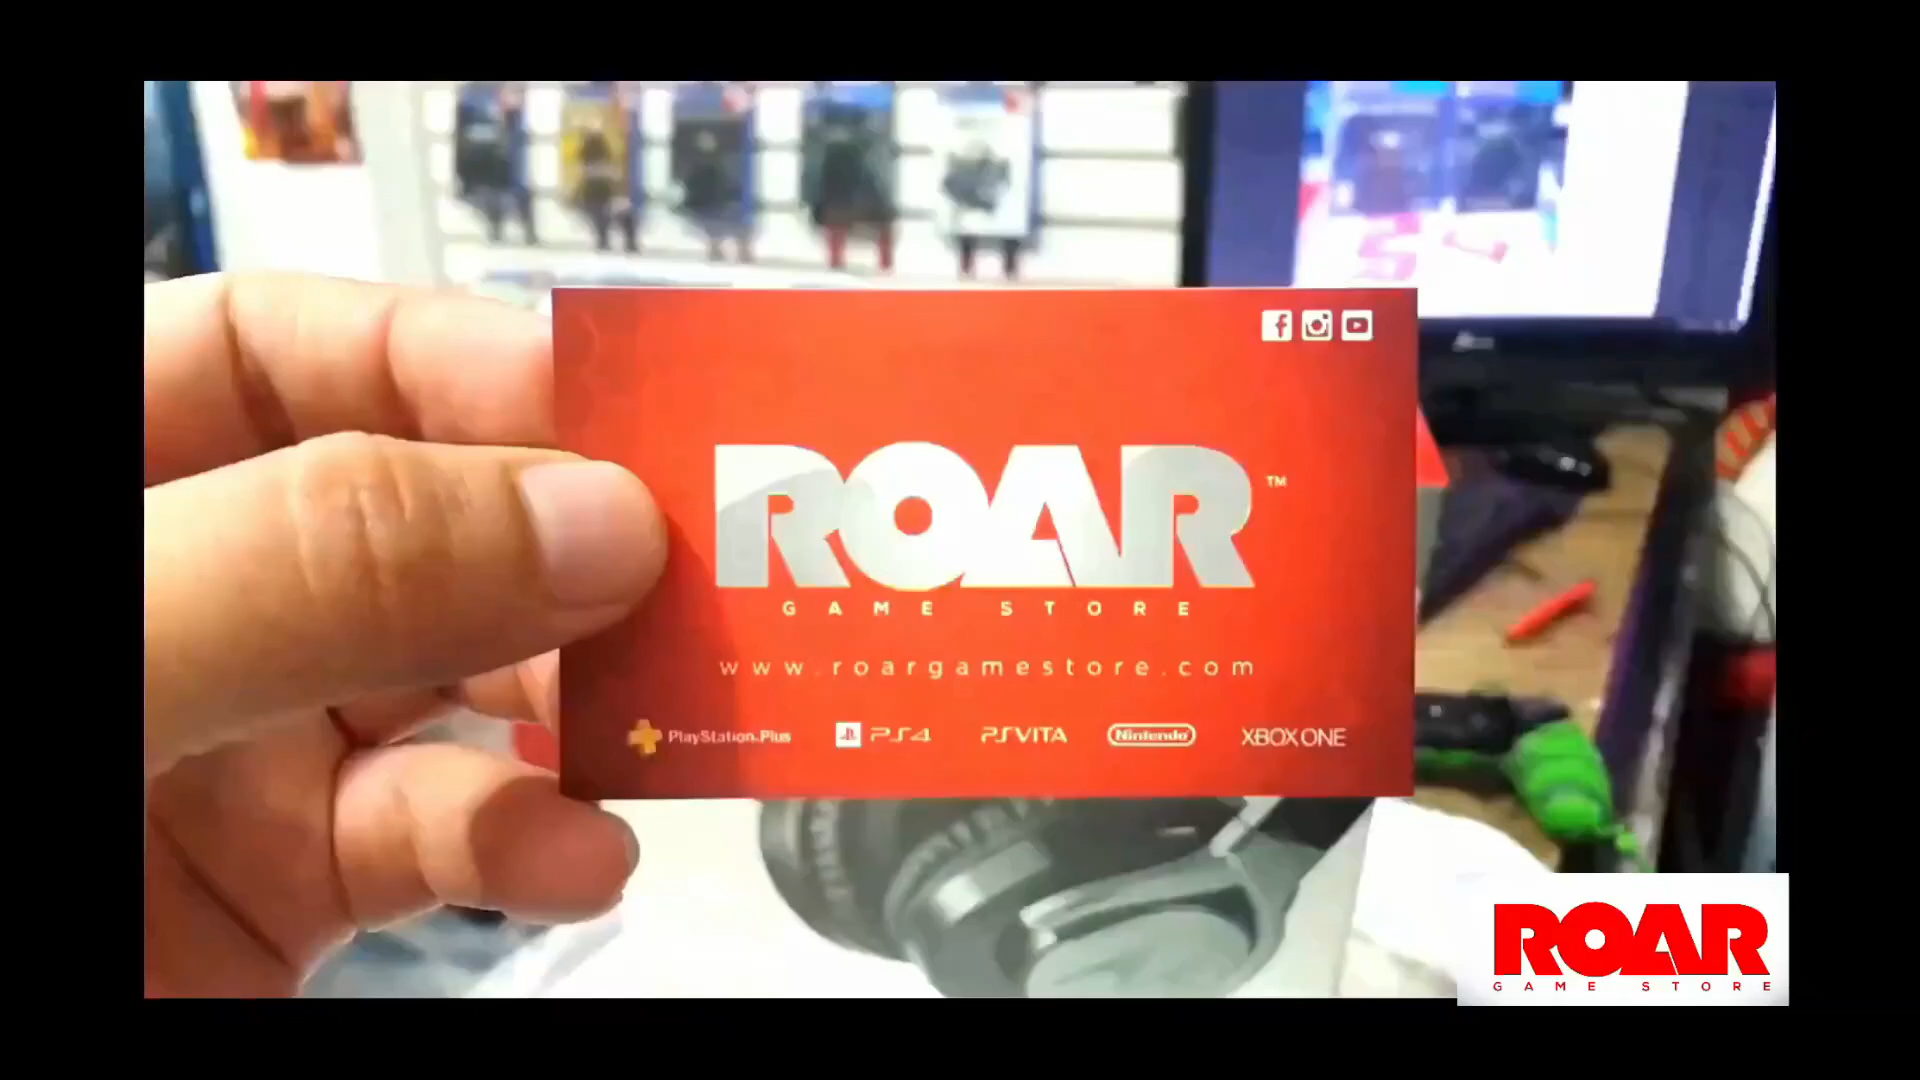 ROAR™
GAME STORE
www.roargamestore.com
PlayStation.Plus PS4 PSVITA Nintendo XBOX ONE
ROAR
GAME STORE